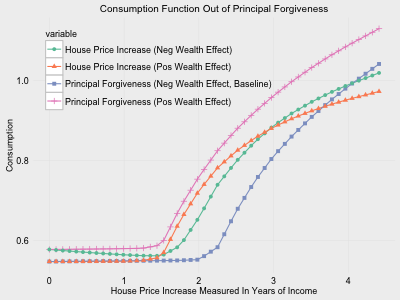 Consumption Function Out of Principal Forgiveness
variable
House Price Increase (Neg Wealth Effect)
House Price Increase (Pos Wealth Effect)
Principal Forgiveness (Neg Wealth Effect, Baseline)
Principal Forgiveness (Pos Wealth Effect)
Consumption
1.0
0.8
0.6
0 1 2 3 4
House Price Increase Measured In Years of Income